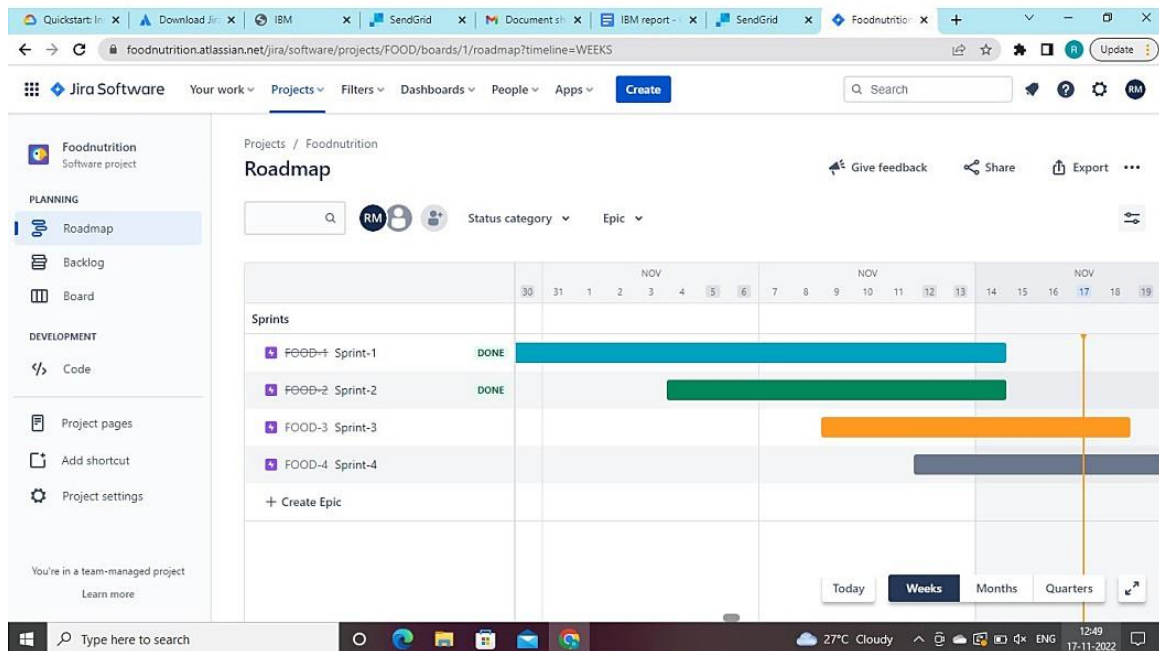 Quickstart: In
Download Jir
IBM
SendGrid
Document sh
IBM report -
SendGrid
Foodnutrition
foodnutrition.atlassian.net/jira/software/projects/FOOD/boards/1/roadmap?timeline=WEEKS
R
Update
Jira Software
Your work
Projects
Filters
Dashboards
People
Apps
Create
Search
RM
Foodnutrition
Software project
PLANNING
Roadmap
Backlog
Board
DEVELOPMENT
Code
Project pages
Add shortcut
Project settings
You're in a team-managed project
Learn more
Projects / Foodnutrition
Roadmap
Give feedback
Share
Export
RM
Status category
Epic
NOV NOV NOV
30 31 1 2 3 4 5 6 7 8 9 10 11 12 13 14 15 16 17 18 19
Sprints
FOOD-1 Sprint-1 DONE
FOOD-2 Sprint-2 DONE
FOOD-3 Sprint-3
FOOD-4 Sprint-4
+ Create Epic
Today
Weeks
Months
Quarters
Type here to search
27°C Cloudy
ENG
12:49
17-11-2022